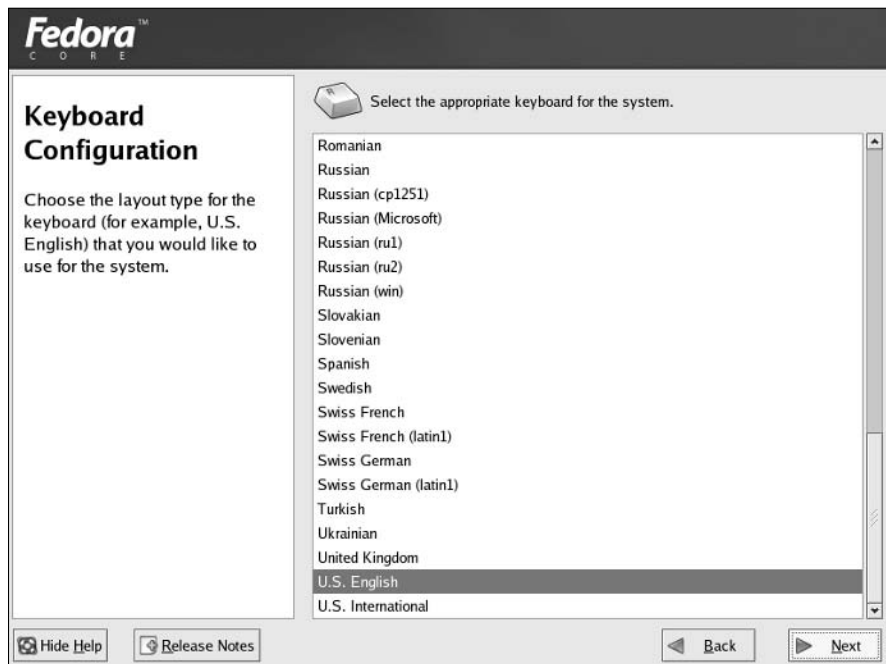 Fedora™
CORE
Keyboard
Configuration
Choose the layout type for the
keyboard (for example, U.S.
English) that you would like to
use for the system.
Select the appropriate keyboard for the system.
Romanian
Russian
Russian (cp1251)
Russian (Microsoft)
Russian (ru1)
Russian (ru2)
Russian (win)
Slovakian
Slovenian
Spanish
Swedish
Swiss French
Swiss French (latin1)
Swiss German
Swiss German (latin1)
Turkish
Ukrainian
United Kingdom
U.S. English
U.S. International
Hide Help
Release Notes
Back
Next